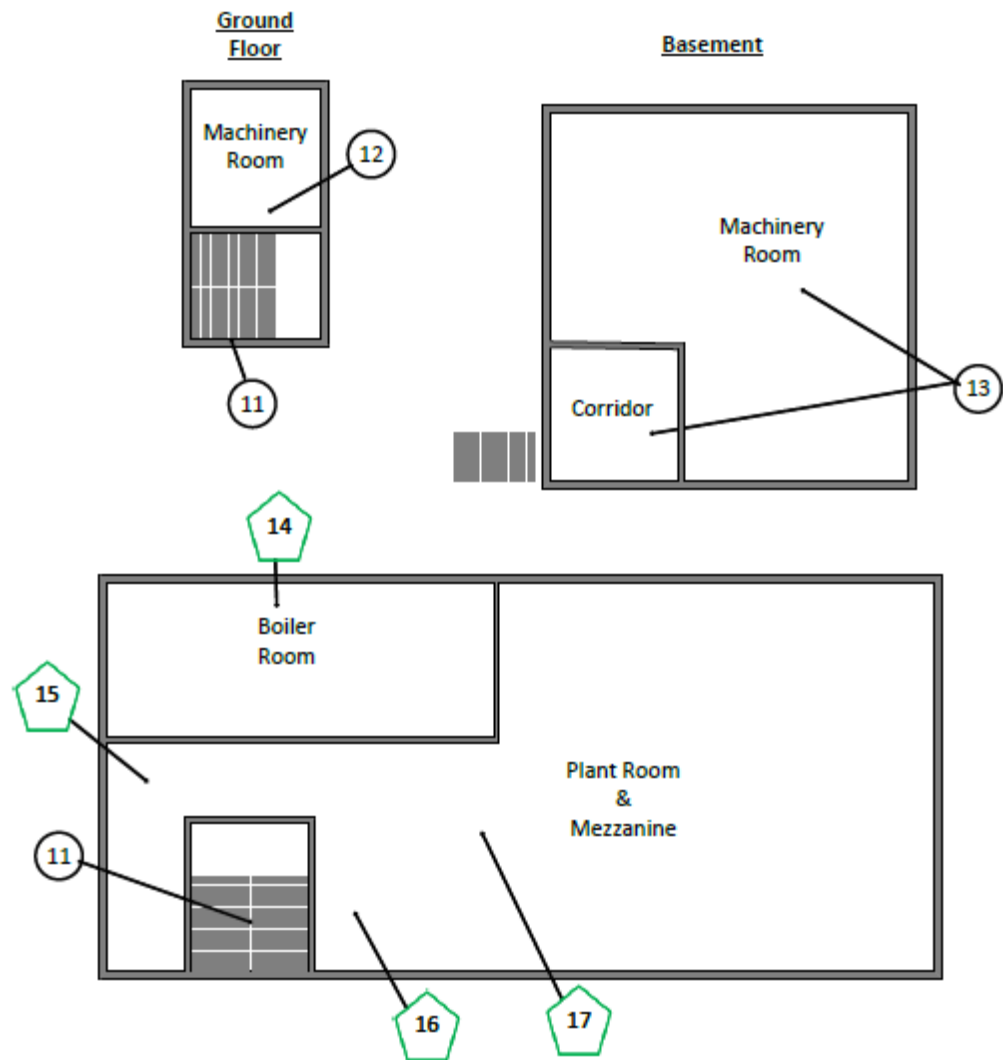 Ground
Floor
Basement
Machinery
Room
12
Machinery
Room
11
Corridor
13
14
Boiler
Room
15
Plant Room
&
Mezzanine
11
16
17